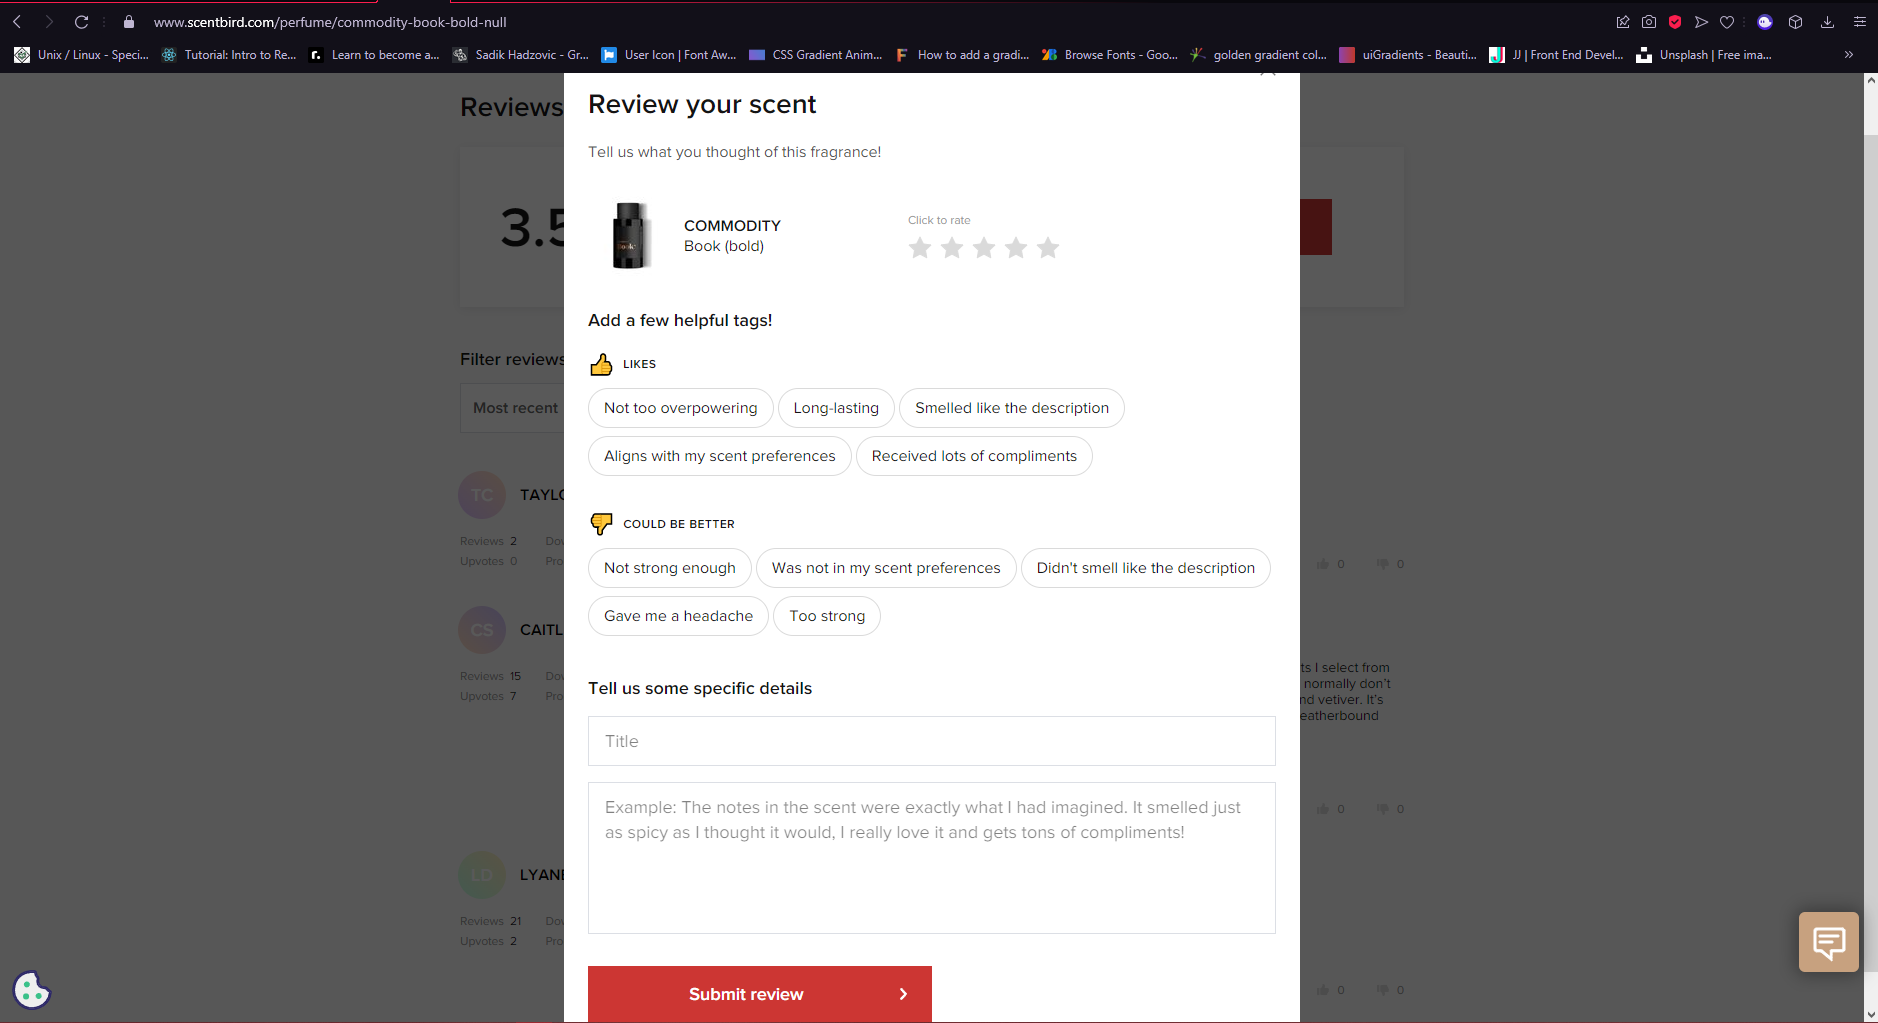 www.scentbird.com/perfume/commodity-book-bold-null
Unix / Linux - Speci...
Tutorial: Intro to Re...
Learn to become a...
Sadik Hadzovic - Gr...
User Icon | Font Aw...
CSS Gradient Anim...
How to add a gradi...
Browse Fonts - Goo...
golden gradient col...
uiGradients - Beauti...
JJ | Front End Devel...
Unsplash | Free ima...
Reviews
3.5
Filter reviews
Most recent
TC
TAYLO
Reviews 2
Dov
Upvotes 0
Pro
CS
CAITL
Reviews 15
Dov
Upvotes 7
Pro
LD
LYANE
Reviews 21
Dov
Upvotes 2
Pro
Review your scent
Tell us what you thought of this fragrance!
COMMODITY
Book (bold)
Click to rate
Add a few helpful tags!
LIKES
Not too overpowering
Long-lasting
Smelled like the description
Aligns with my scent preferences
Received lots of compliments
COULD BE BETTER
Not strong enough
Was not in my scent preferences
Didn't smell like the description
Gave me a headache
Too strong
Tell us some specific details
Title
Example: The notes in the scent were exactly what I had imagined. It smelled just
as spicy as I thought it would, I really love it and gets tons of compliments!
Submit review
0 0
ts I select from
normally don't
nd vetiver. It's
eatherbound
0 0
0 0